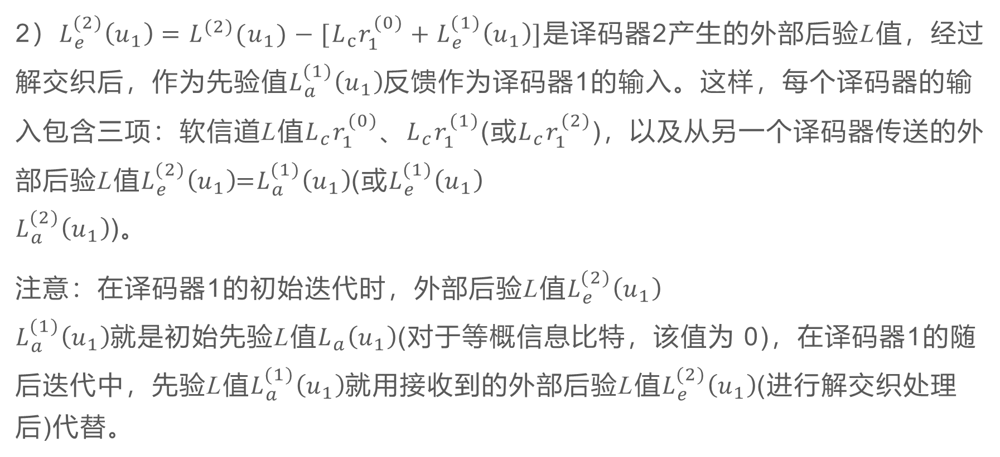 2）$L_e^{(2)}(u_1) = L^{(2)}(u_1) - [L_c r_1^{(0)} + L_e^{(1)}(u_1)]$是译码器2产生的外部后验$L$值，经过
解交织后，作为先验值$L_a^{(1)}(u_1)$反馈作为译码器1的输入。这样，每个译码器的输
入包含三项：软信道$L$值$L_c r_1^{(0)}$、$L_c r_1^{(1)}$(或$L_c r_1^{(2)}$)，以及从另一个译码器传送的外
部后验$L$值$L_e^{(2)}(u_1)$=$L_a^{(1)}(u_1)$(或$L_e^{(1)}(u_1)$
$L_a^{(2)}(u_1)$)。
注意：在译码器1的初始迭代时，外部后验$L$值$L_e^{(2)}(u_1)$
$L_a^{(1)}(u_1)$就是初始先验$L$值$L_a(u_1)$(对于等概信息比特，该值为 0)，在译码器1的随
后迭代中，先验$L$值$L_a^{(1)}(u_1)$就用接收到的外部后验$L$值$L_e^{(2)}(u_1)$(进行解交织处理
后)代替。